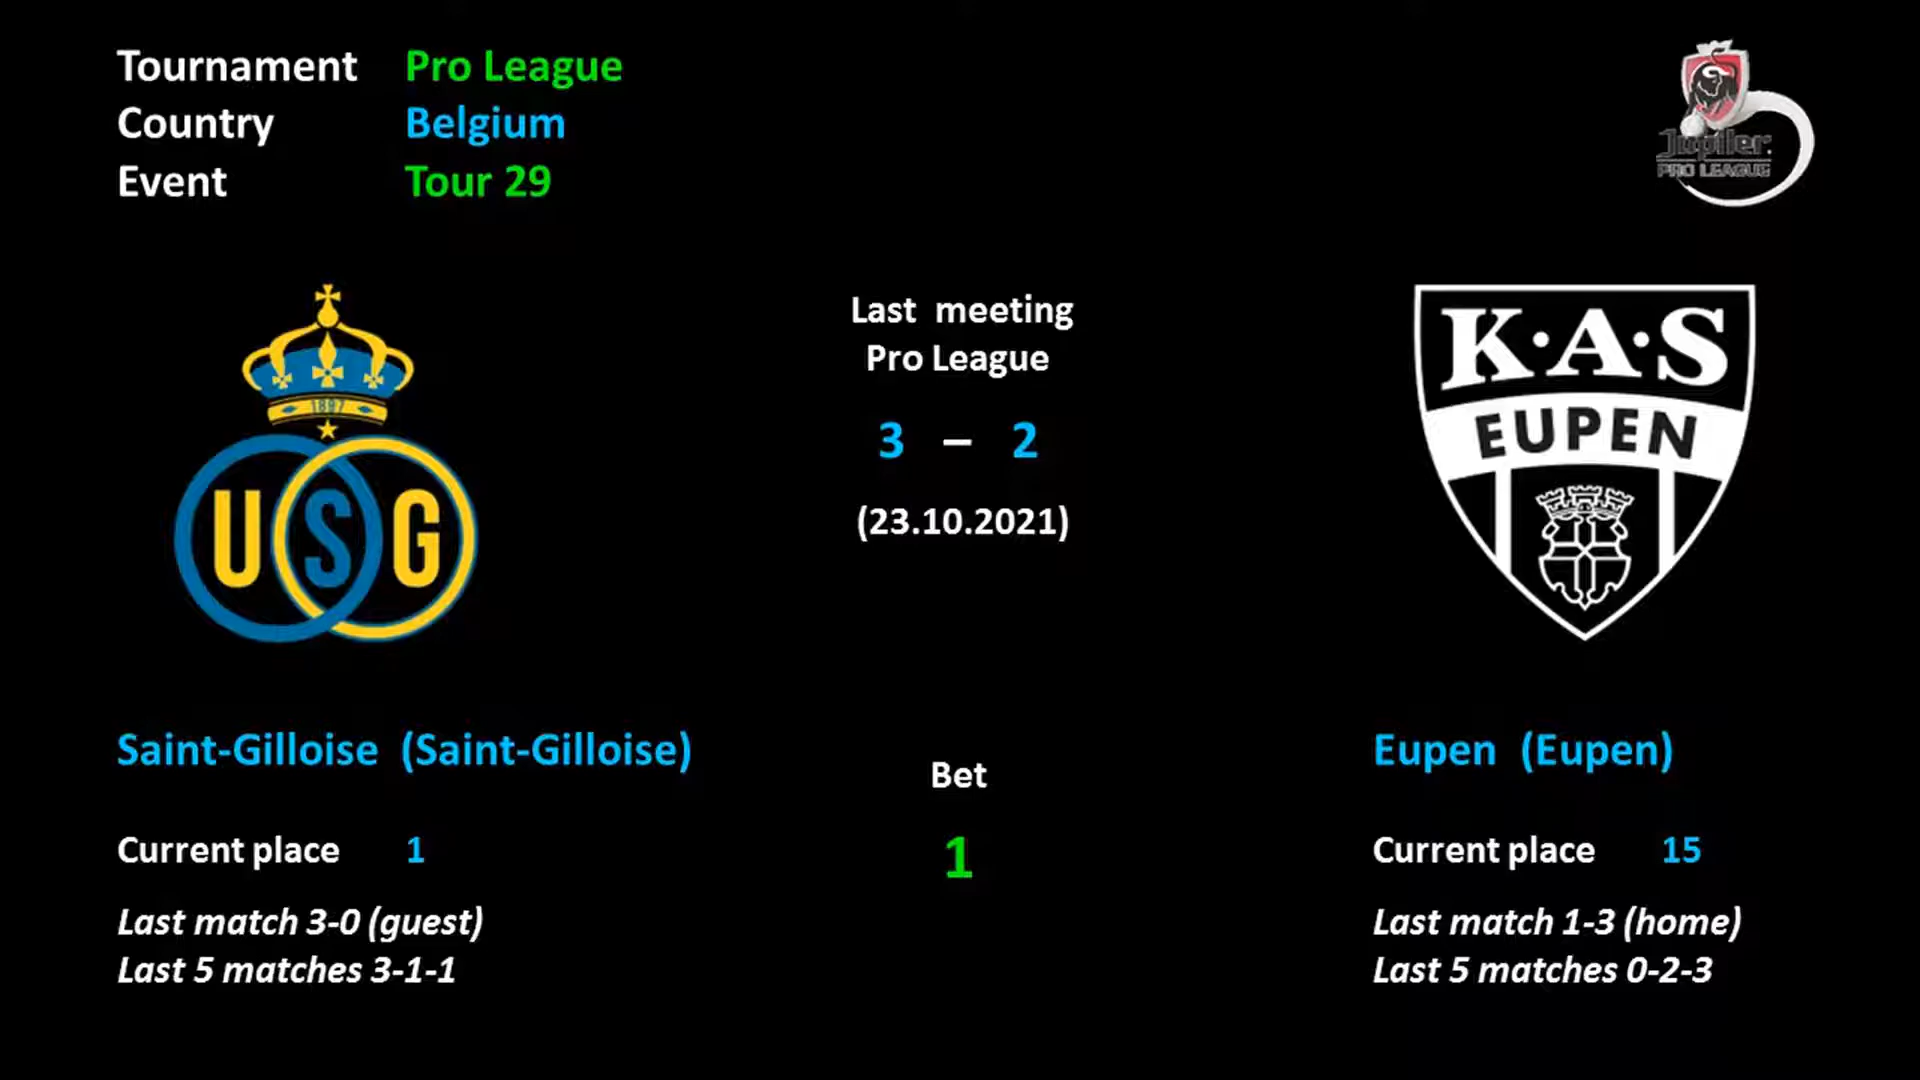 Tournament Pro League
Country Belgium
Event Tour 29
Jupiler
PRO LEAGUE
Last meeting
Pro League
3 – 2
(23.10.2021)
1897
USG
K·A·S
EUPEN
Saint-Gilloise (Saint-Gilloise)
Eupen (Eupen)
Bet
1
Current place 1
Last match 3-0 (guest)
Last 5 matches 3-1-1
Current place 15
Last match 1-3 (home)
Last 5 matches 0-2-3